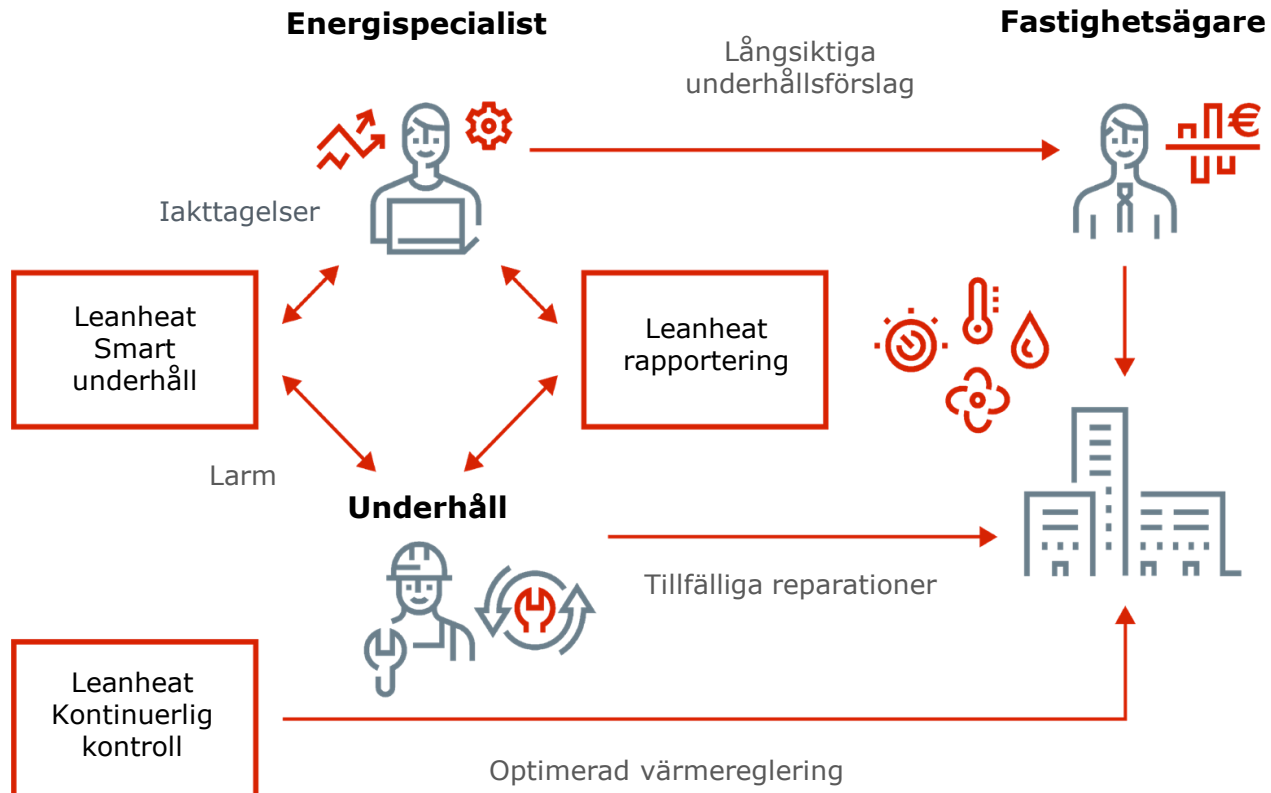 Energispecialist
Fastighetsägare
Långsiktiga
underhållsförslag
€
Iakttagelser
Leanheat
Smart
underhåll
Leanheat
rapportering
Larm
Underhåll
Tillfälliga reparationer
Leanheat
Kontinuerlig
kontroll
Optimerad värmereglering